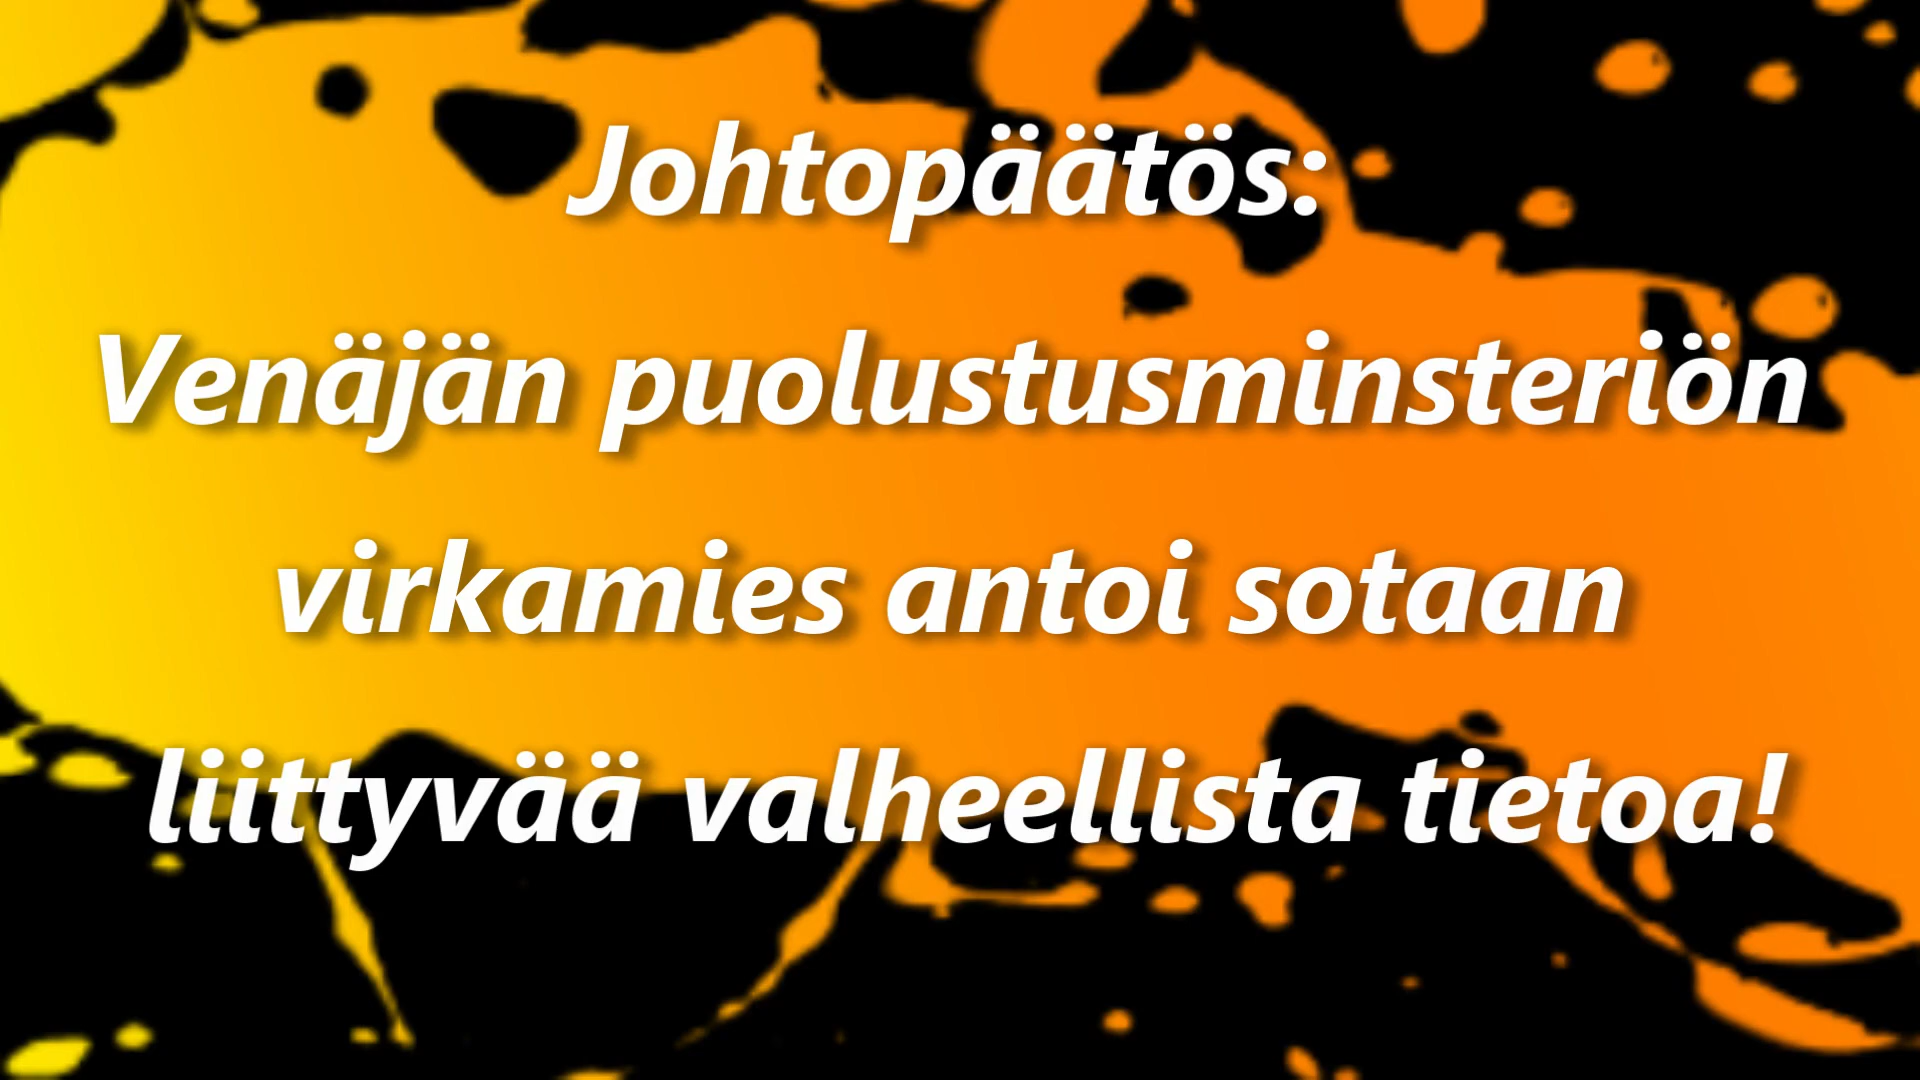 Johtopäätös:
Venäjän puolustusminsteriön
virkamies antoi sotaan
liittyvää valheellista tietoa!